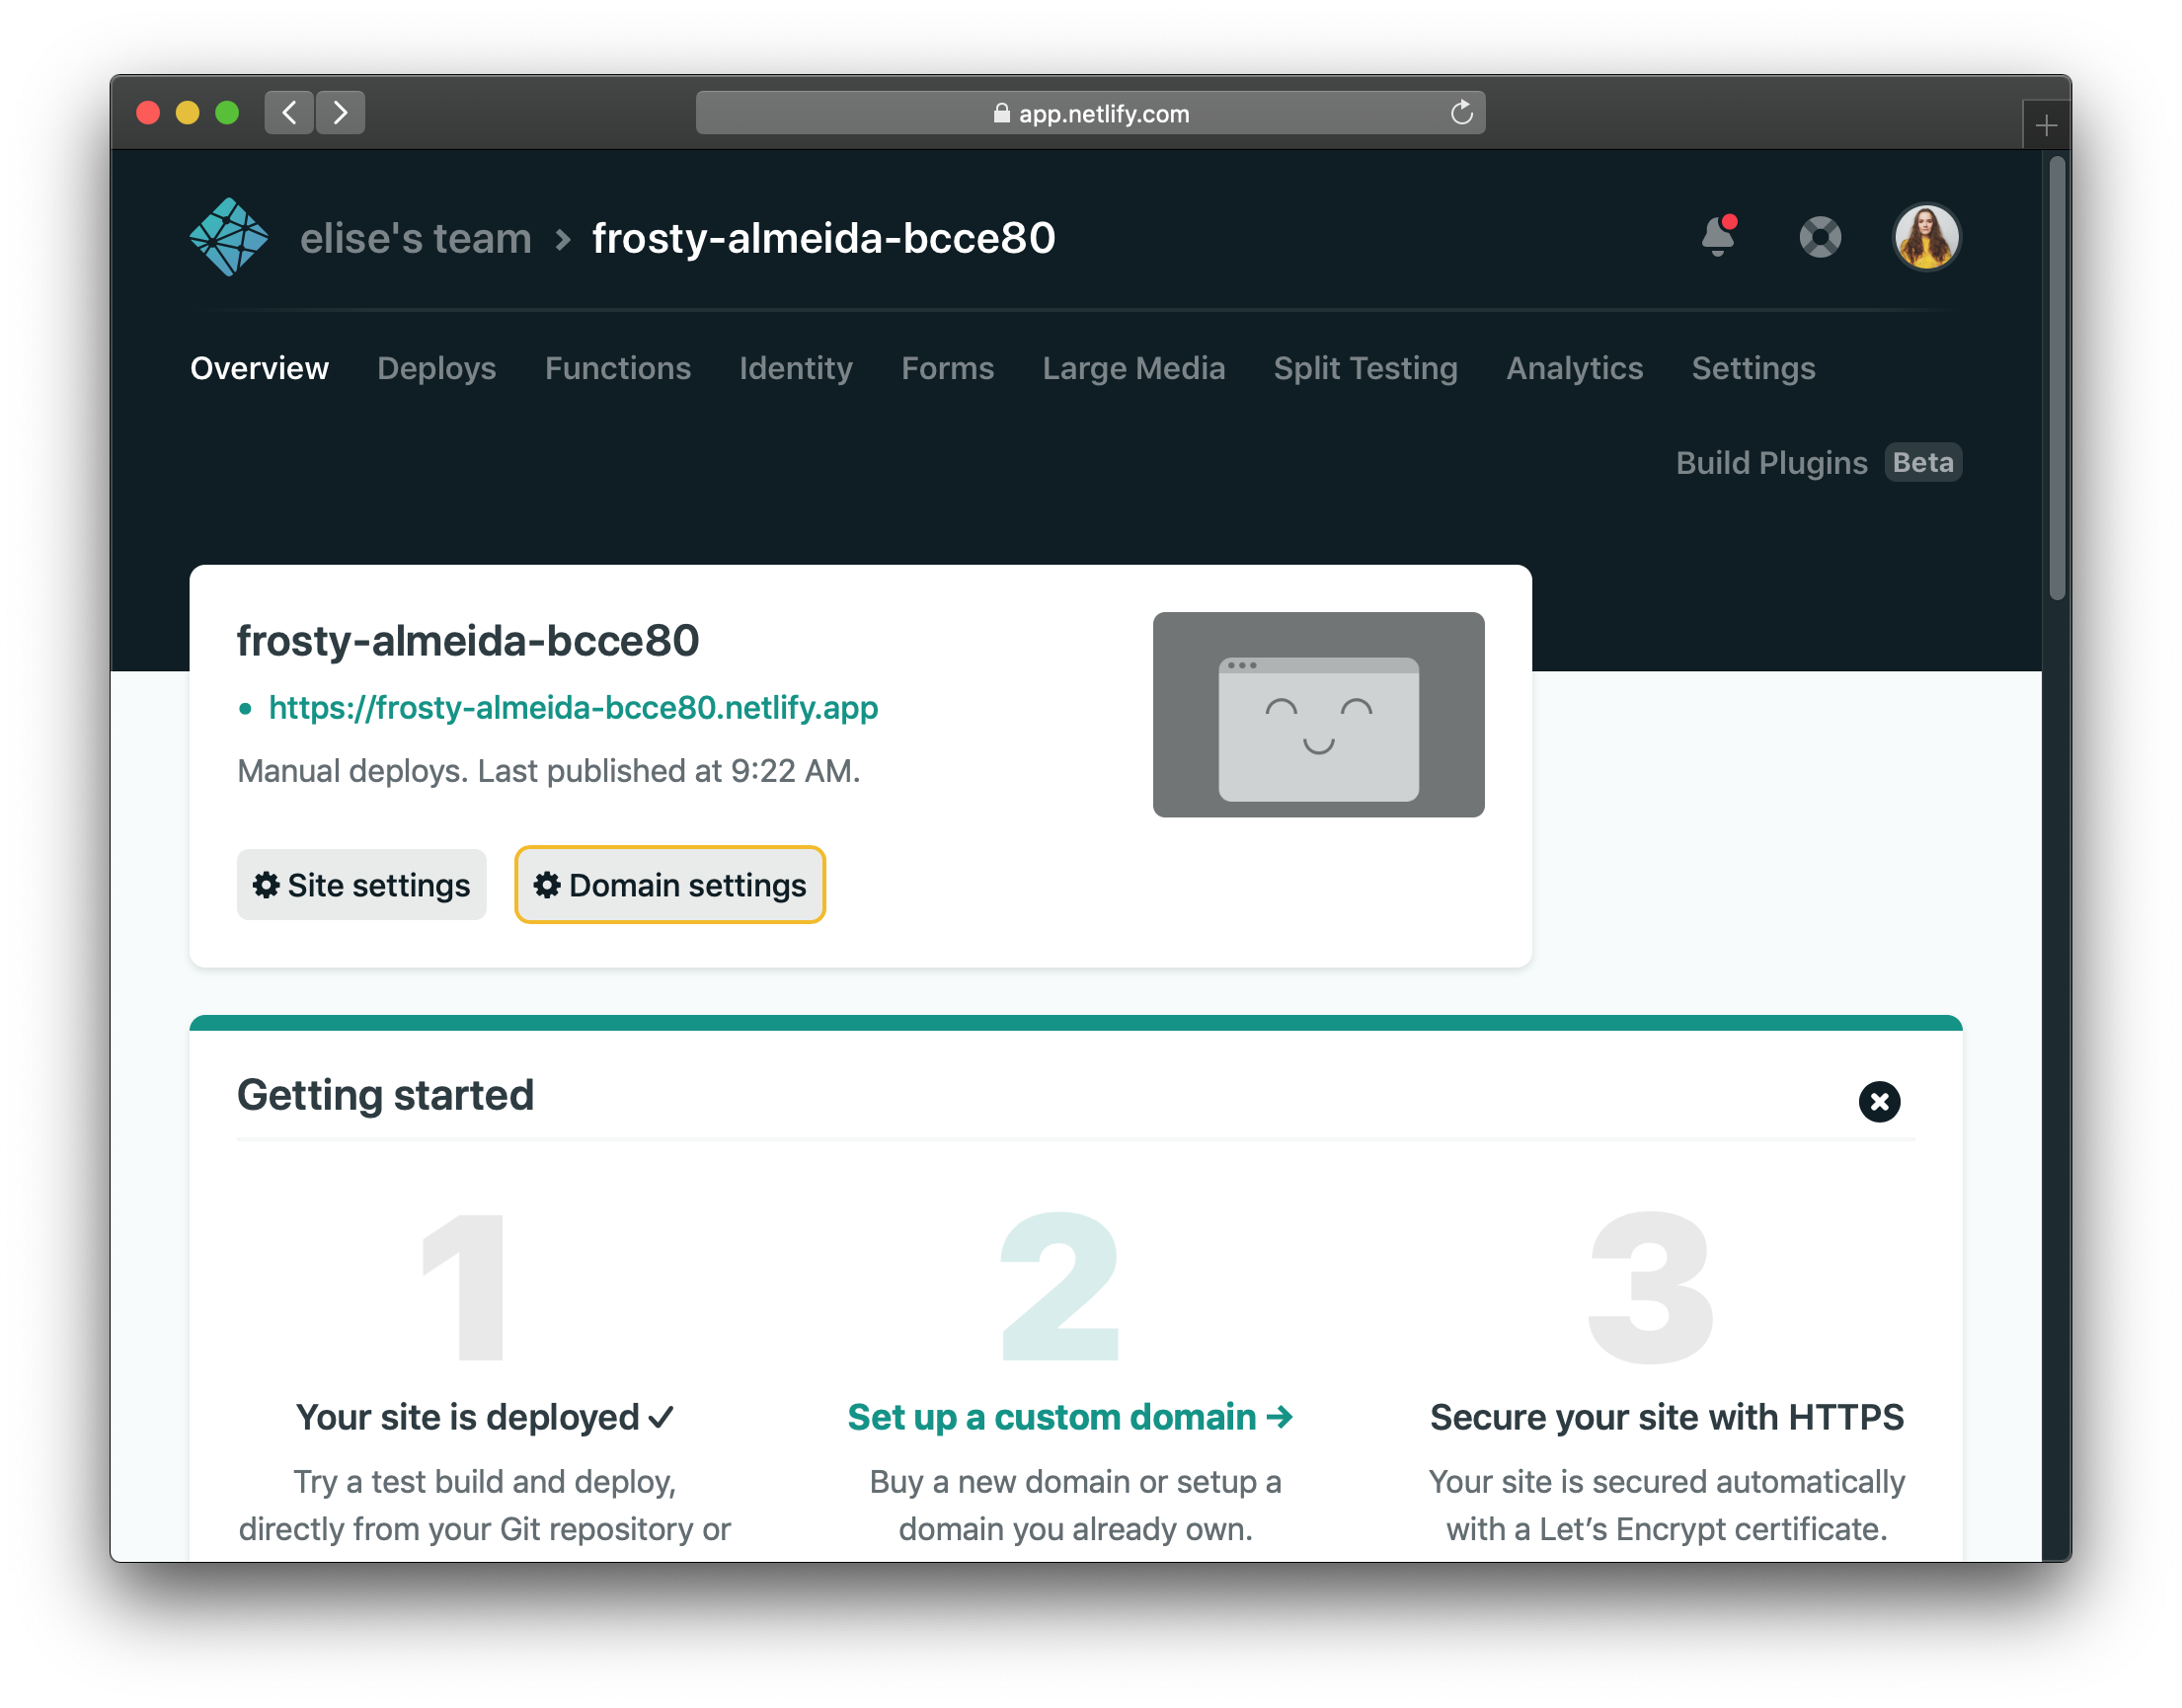 app.netlify.com
elise's team > frosty-almeida-bcce80
Overview Deploys Functions Identity Forms Large Media Split Testing Analytics Settings
Build Plugins Beta
frosty-almeida-bcce80
• https://frosty-almeida-bcce80.netlify.app
Manual deploys. Last published at 9:22 AM.
Site settings Domain settings
Getting started
1
Your site is deployed ✓
Try a test build and deploy,
directly from your Git repository or
2
Set up a custom domain →
Buy a new domain or setup a
domain you already own.
3
Secure your site with HTTPS
Your site is secured automatically
with a Let’s Encrypt certificate.